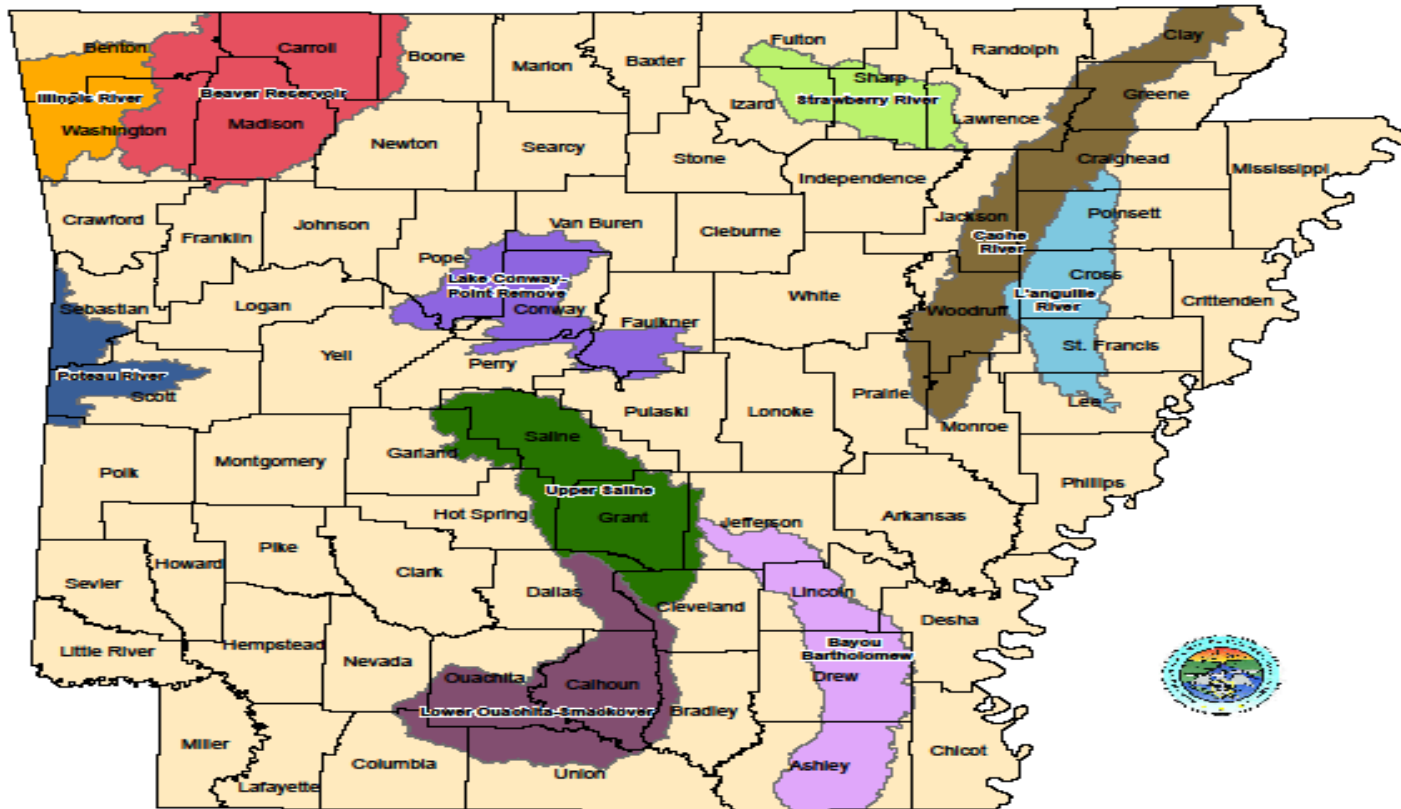 Benton
Carroll
Boone
Marion
Baxter
Fulton
Randolph
Clay
Illinois River
Beaver Reservoir
Sharp
Strawberry River
Izard
Greene
Washington
Madison
Lawrence
Newton
Searcy
Stone
Independence
Craighead
Mississippi
Crawford
Franklin
Johnson
Van Buren
Cleburne
Jackson
Poinsett
Cache
River
Pope
Lake Conway-
Point Remove
Conway
Sebastian
Logan
Faulkner
White
Woodruff
Cross
L'anguille
River
Crittenden
Yell
Perry
St. Francis
Poteau River
Scott
Pulaski
Lonoke
Prairie
Lee
Monroe
Polk
Montgomery
Garland
Saline
Upper Saline
Phillips
Hot Spring
Grant
Jefferson
Arkansas
Sevier
Howard
Pike
Clark
Dallas
Cleveland
Lincoln
Desha
Little River
Hempstead
Nevada
Bayou
Bartholomew
Drew
Ouachita
Calhoun
Lower Ouachita-Smackover
Bradley
Miller
Lafayette
Columbia
Union
Ashley
Chicot